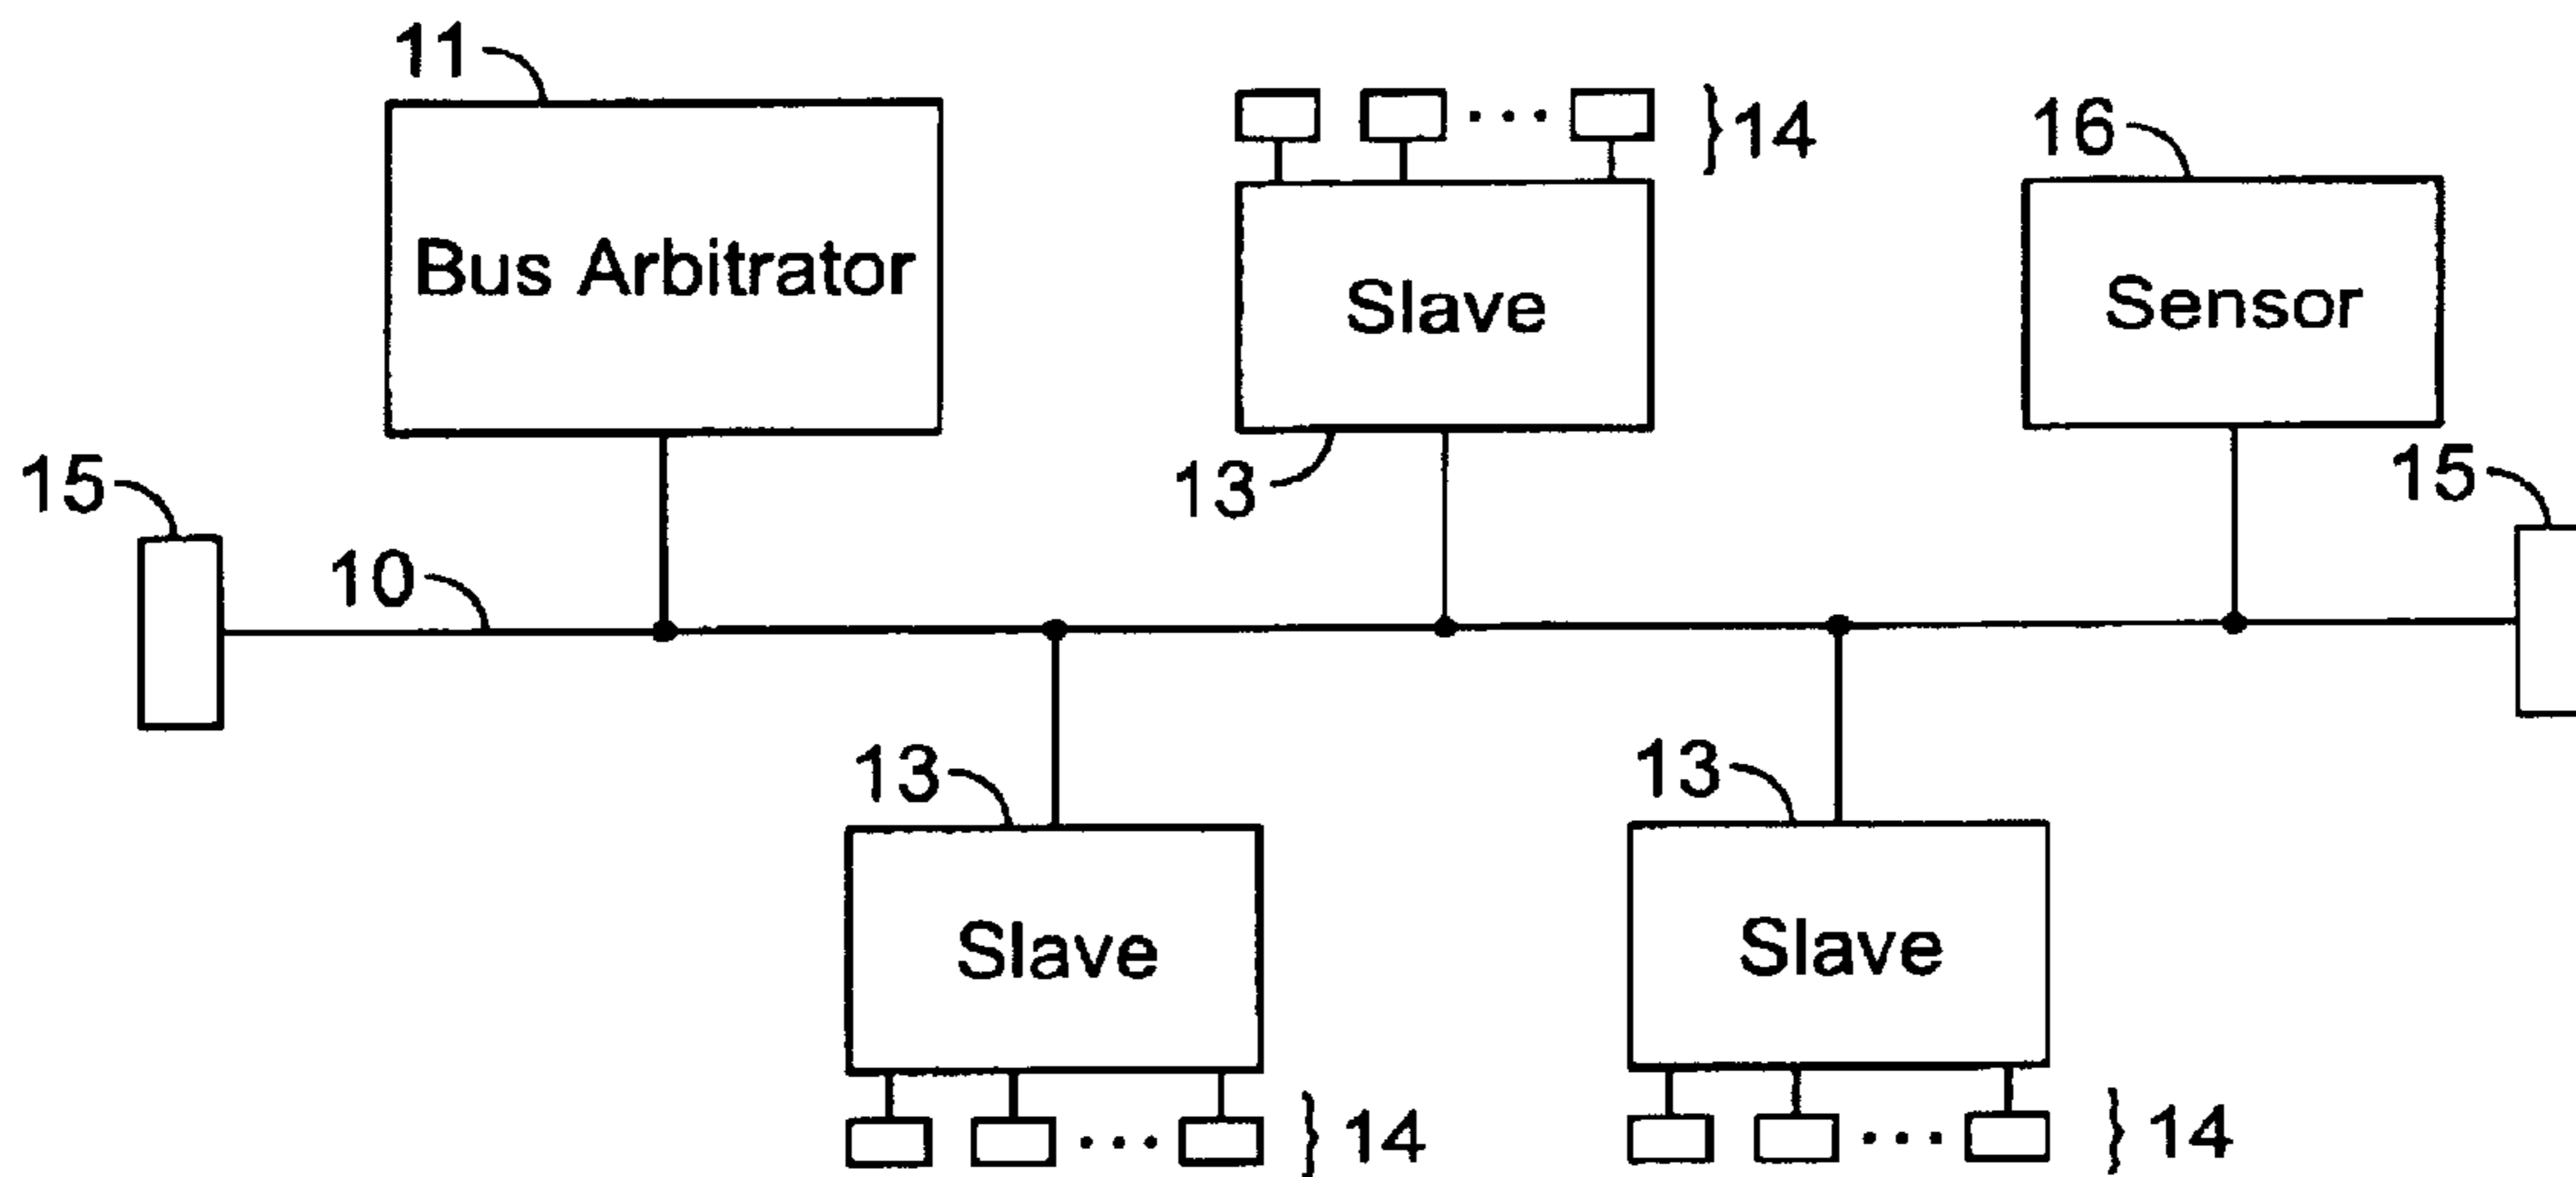 11
Bus Arbitrator
··· }14
Slave
13
16
Sensor
15
10
15
13
Slave
··· }14
13
Slave
··· }14